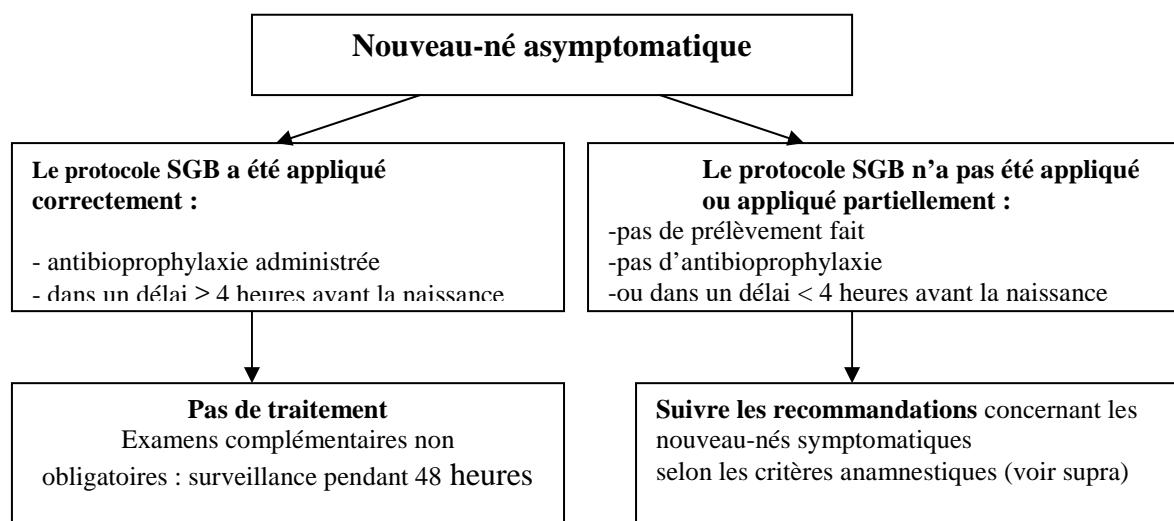 Nouveau-né asymptomatique
Le protocole SGB a été appliqué
correctement :
- antibioprophylaxie administrée
- dans un délai > 4 heures avant la naissance
Le protocole SGB n’a pas été appliqué
ou appliqué partiellement :
-pas de prélèvement fait
-pas d’antibioprophylaxie
-ou dans un délai < 4 heures avant la naissance
Pas de traitement
Examens complémentaires non
obligatoires : surveillance pendant 48 heures
Suivre les recommandations concernant les
nouveau-nés symptomatiques
selon les critères anamnestiques (voir supra)